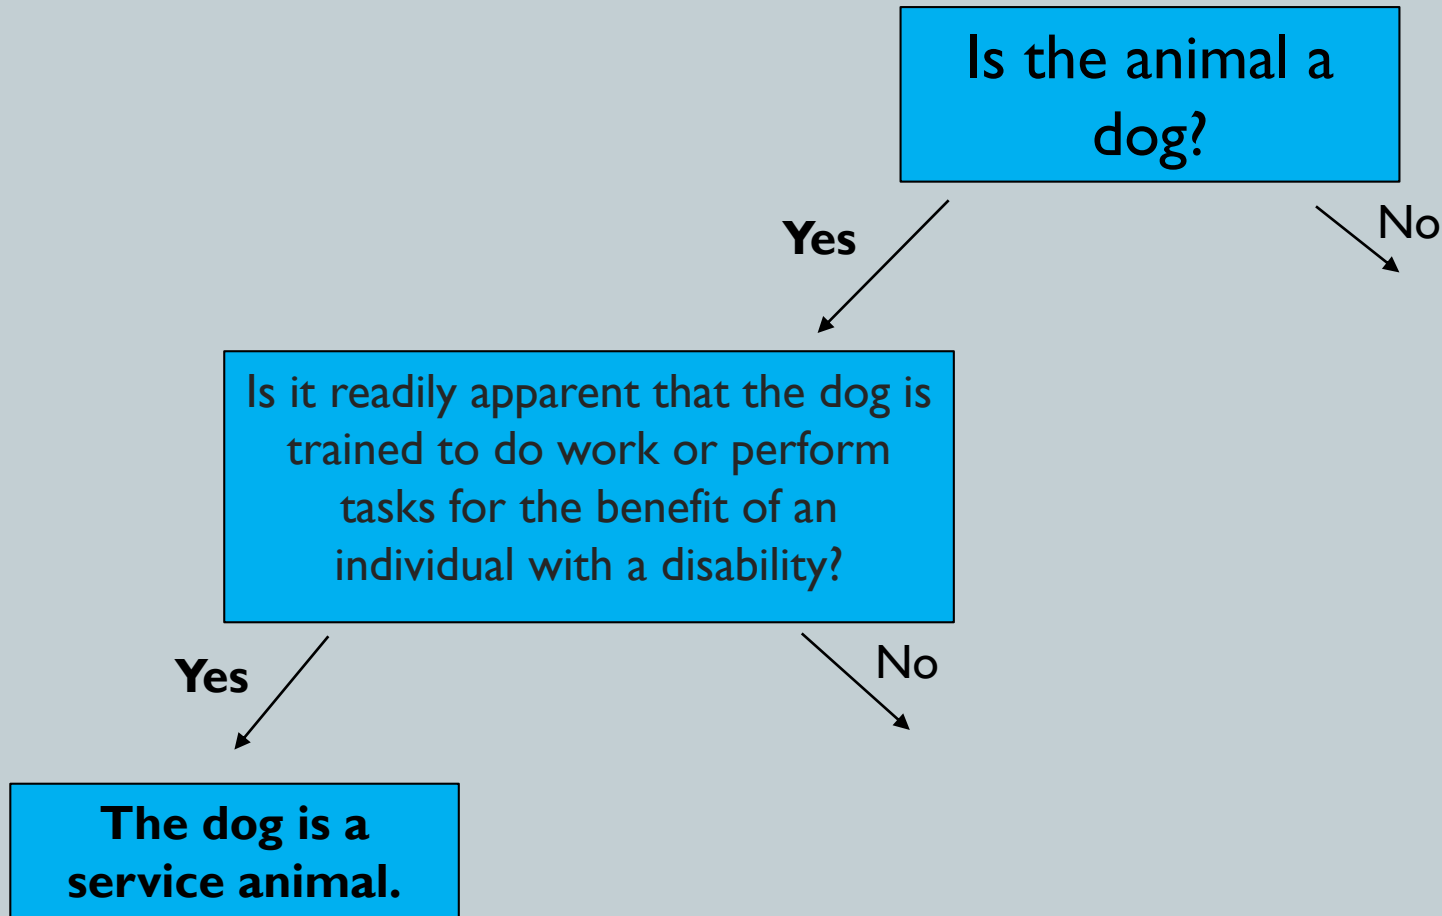 Is the animal a
dog?
Yes
No
Is it readily apparent that the dog is
trained to do work or perform
tasks for the benefit of an
individual with a disability?
Yes
No
The dog is a
service animal.